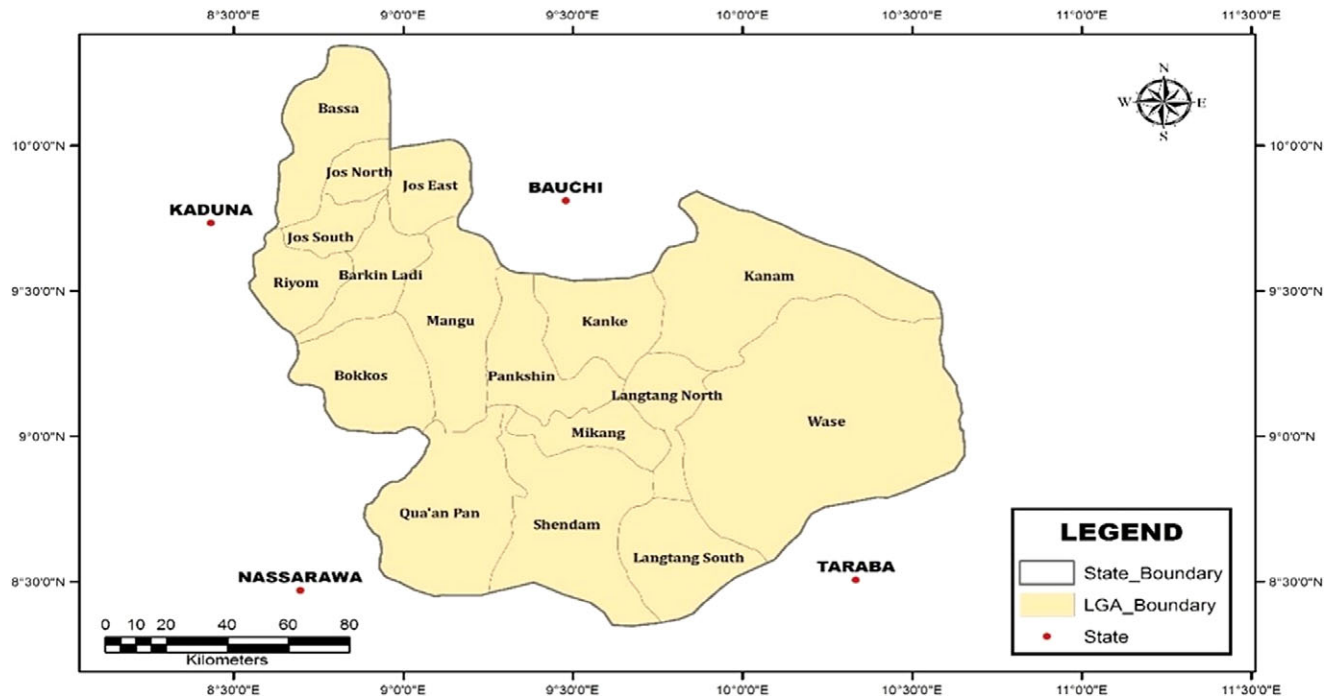 8°30'0"E 9°0'0"E 9°30'0"E 10°0'0"E 10°30'0"E 11°0'0"E 11°30'0"E
N
W E
S
Bassa
10°0'0"N 10°0'0"N
Jos North
Jos East
BAUCHI
KADUNA
Jos South
Barkin Ladi
Riyom
Kanam
9°30'0"N 9°30'0"N
Mangu
Kanke
Bokkos
Pankshin
Langtang North
Wase
Mikang
9°0'0"N 9°0'0"N
Qua'an Pan
Shendam
Langtang South
LEGEND
State_Boundary
LGA_Boundary
State
NASSARAWA
TARABA
8°30'0"N 8°30'0"N
0 10 20 40 60 80
Kilometers
8°30'0"E 9°0'0"E 9°30'0"E 10°0'0"E 10°30'0"E 11°0'0"E 11°30'0"E